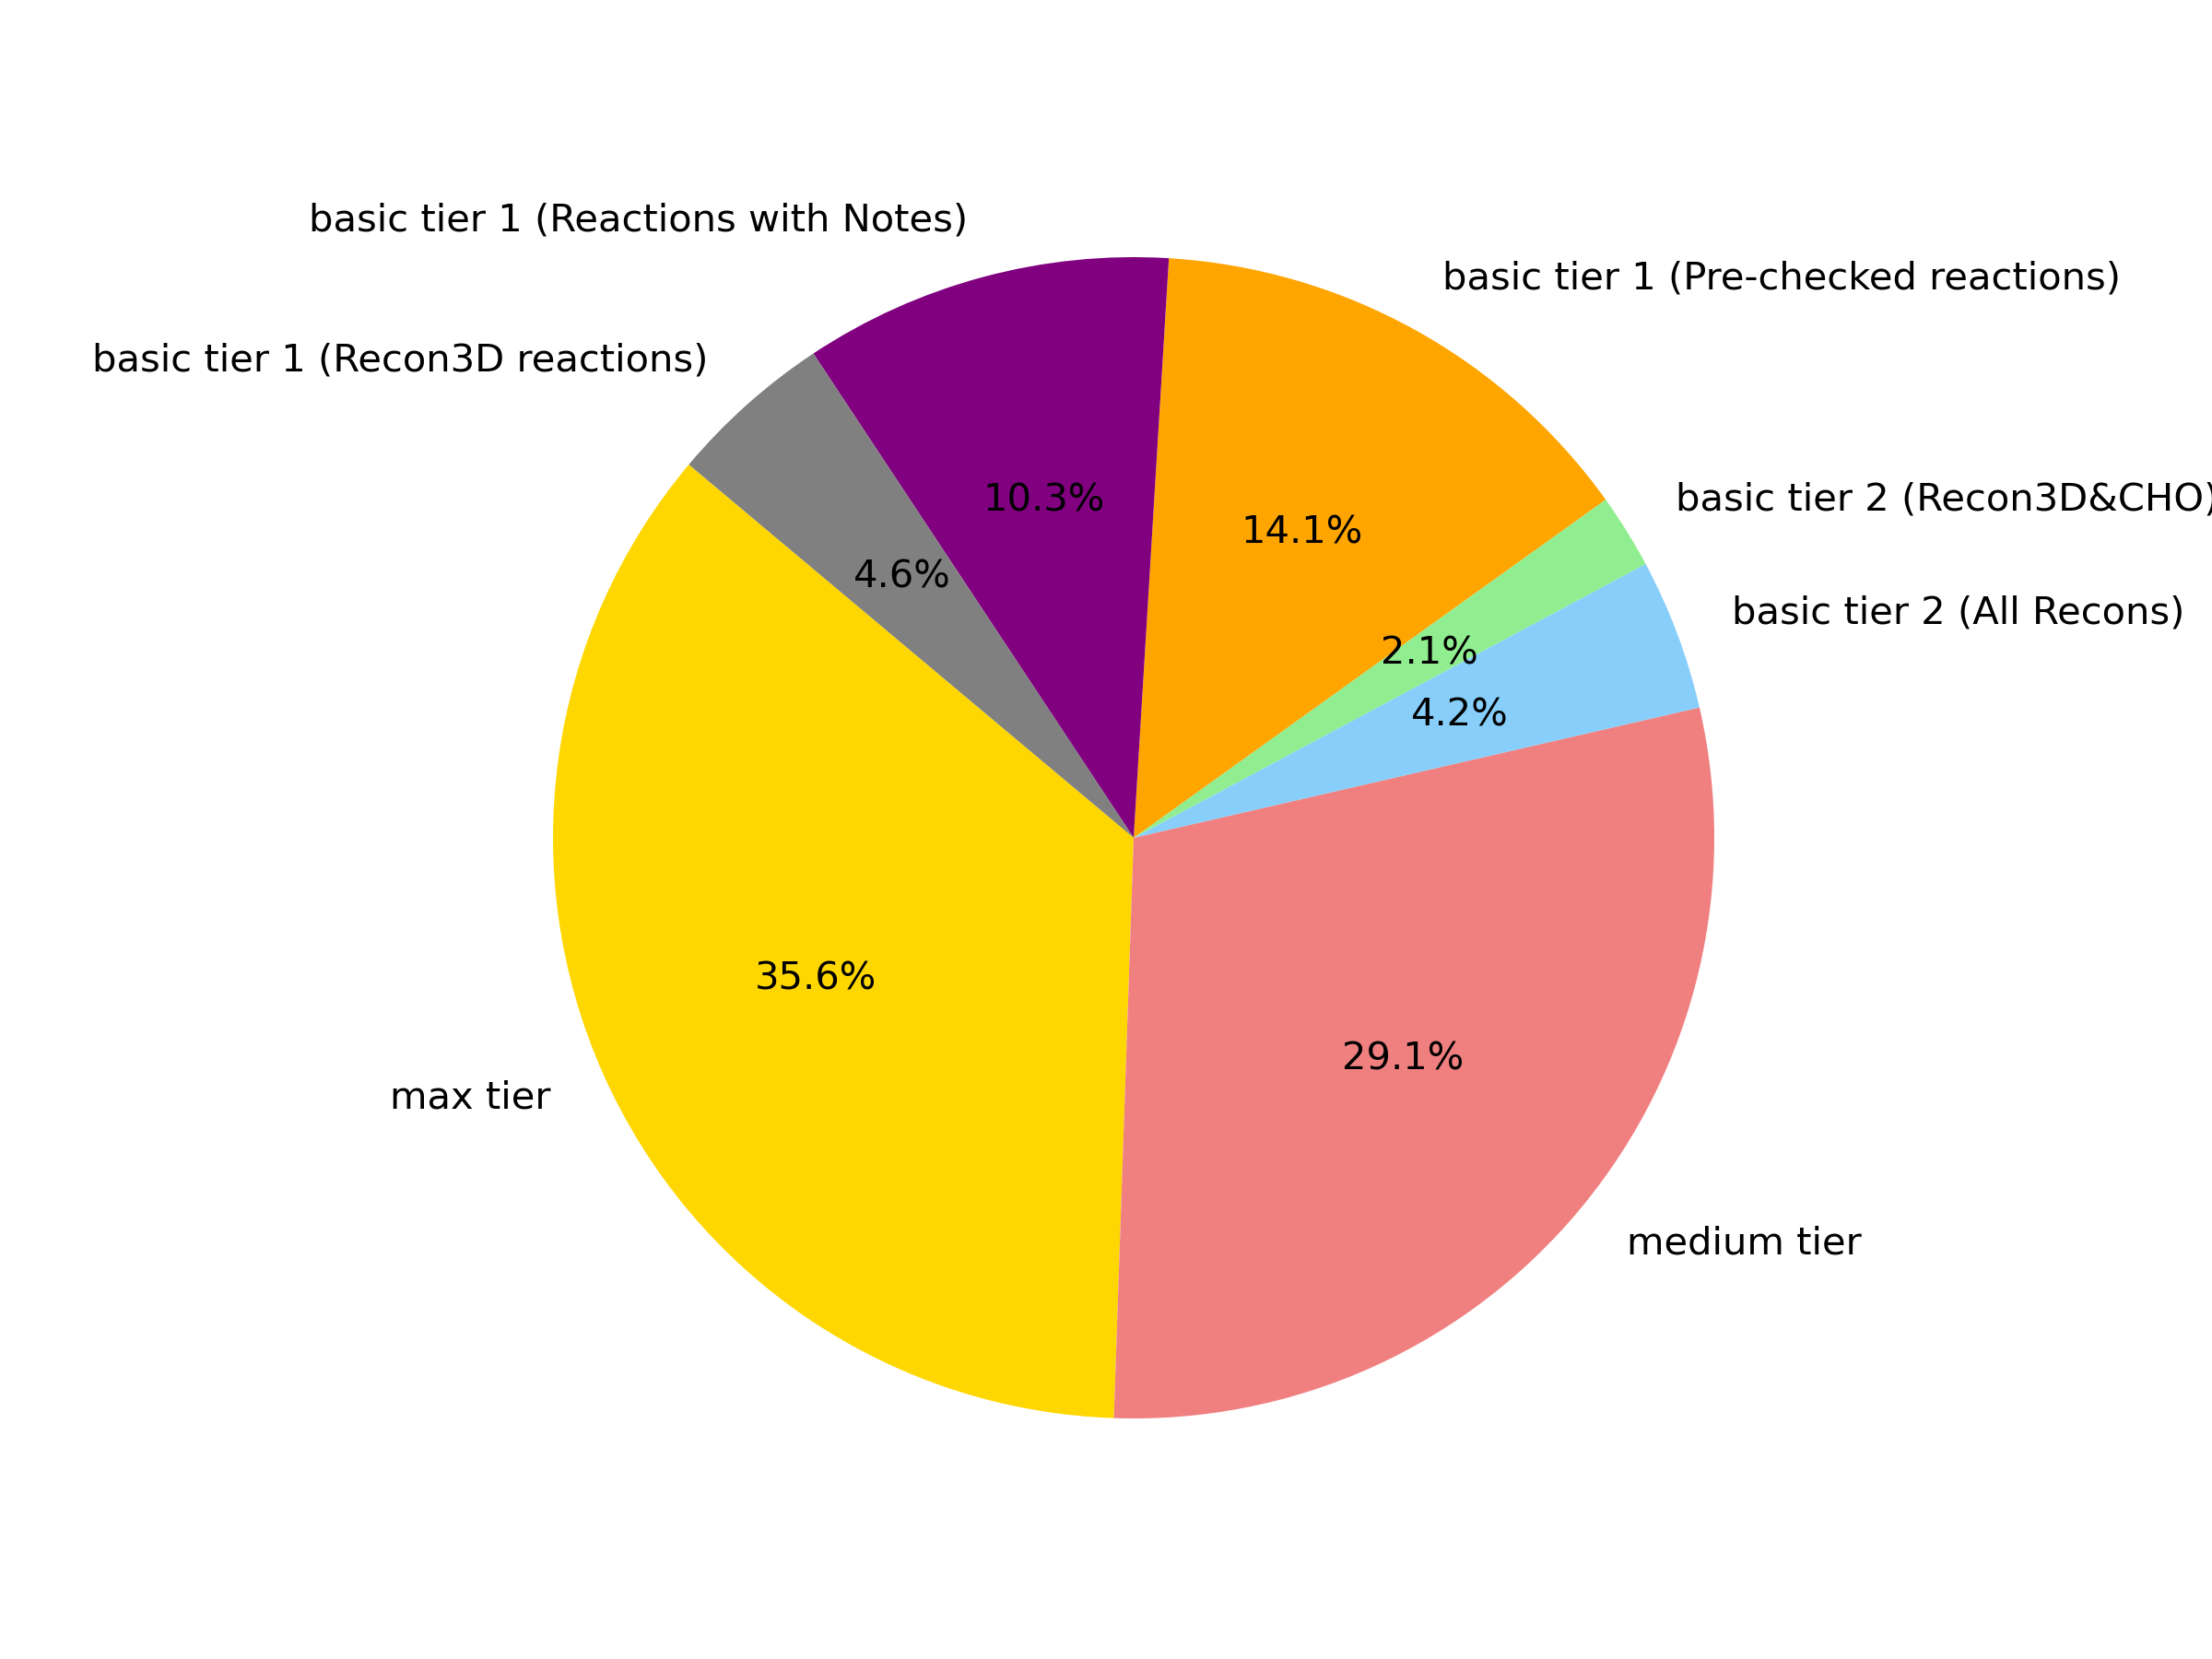 basic tier 1 (Reactions with Notes)
basic tier 1 (Pre-checked reactions)
basic tier 1 (Recon3D reactions)
basic tier 2 (Recon3D&CHO)
10.3%
14.1%
4.6%
basic tier 2 (All Recons)
2.1%
4.2%
35.6%
29.1%
max tier
medium tier